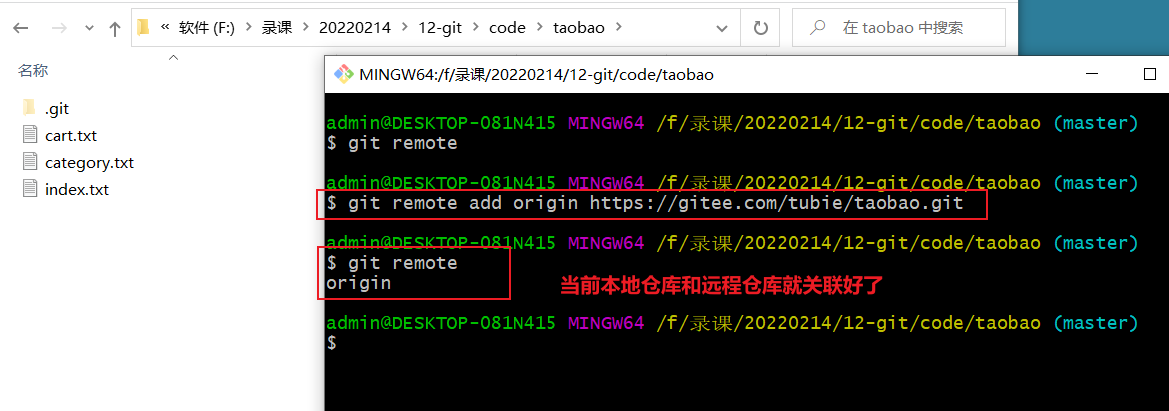 « 软件 (F:) › 录课 › 20220214 › 12-git › code › taobao ›
在 taobao 中搜索
名称
.git
cart.txt
category.txt
index.txt
MINGW64:/f/录课/20220214/12-git/code/taobao
admin@DESKTOP-081N415 MINGW64 /f/录课/20220214/12-git/code/taobao (master)
$ git remote
admin@DESKTOP-081N415 MINGW64 /f/录课/20220214/12-git/code/taobao (master)
$ git remote add origin https://gitee.com/tubie/taobao.git
admin@DESKTOP-081N415 MINGW64 /f/录课/20220214/12-git/code/taobao (master)
$ git remote
origin
当前本地仓库和远程仓库就关联好了
admin@DESKTOP-081N415 MINGW64 /f/录课/20220214/12-git/code/taobao (master)
$